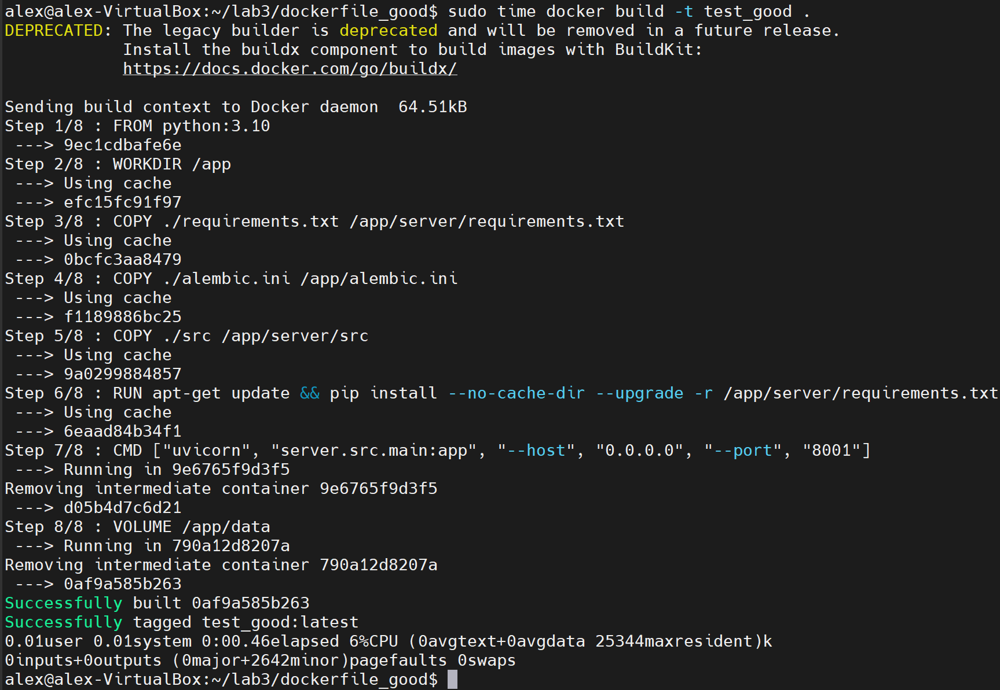 alex@alex-VirtualBox:~/lab3/dockerfile_good$ sudo time docker build -t test_good .
DEPRECATED: The legacy builder is deprecated and will be removed in a future release.
            Install the buildx component to build images with BuildKit:
            https://docs.docker.com/go/buildx/

Sending build context to Docker daemon  64.51kB
Step 1/8 : FROM python:3.10
 ---> 9ec1cdbafe6e
Step 2/8 : WORKDIR /app
 ---> Using cache
 ---> efc15fc91f97
Step 3/8 : COPY ./requirements.txt /app/server/requirements.txt
 ---> Using cache
 ---> 0bcfc3aa8479
Step 4/8 : COPY ./alembic.ini /app/alembic.ini
 ---> Using cache
 ---> f1189886bc25
Step 5/8 : COPY ./src /app/server/src
 ---> Using cache
 ---> 9a0299884857
Step 6/8 : RUN apt-get update && pip install --no-cache-dir --upgrade -r /app/server/requirements.txt
 ---> Using cache
 ---> 6eaad84b34f1
Step 7/8 : CMD ["uvicorn", "server.src.main:app", "--host", "0.0.0.0", "--port", "8001"]
 ---> Running in 9e6765f9d3f5
Removing intermediate container 9e6765f9d3f5
 ---> d05b4d7c6d21
Step 8/8 : VOLUME /app/data
 ---> Running in 790a12d8207a
Removing intermediate container 790a12d8207a
 ---> 0af9a585b263
Successfully built 0af9a585b263
Successfully tagged test_good:latest
0.01user 0.01system 0:00.46elapsed 6%CPU (0avgtext+0avgdata 25344maxresident)k
0inputs+0outputs (0major+2642minor)pagefaults 0swaps
alex@alex-VirtualBox:~/lab3/dockerfile_good$